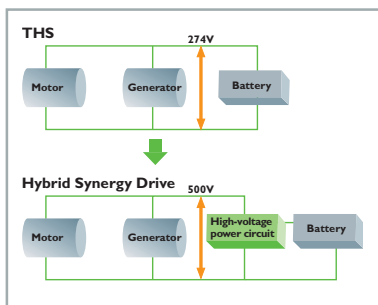 THS
274V
Motor
Generator
Battery
Hybrid Synergy Drive
500V
Motor
Generator
High-voltage
power circuit
Battery